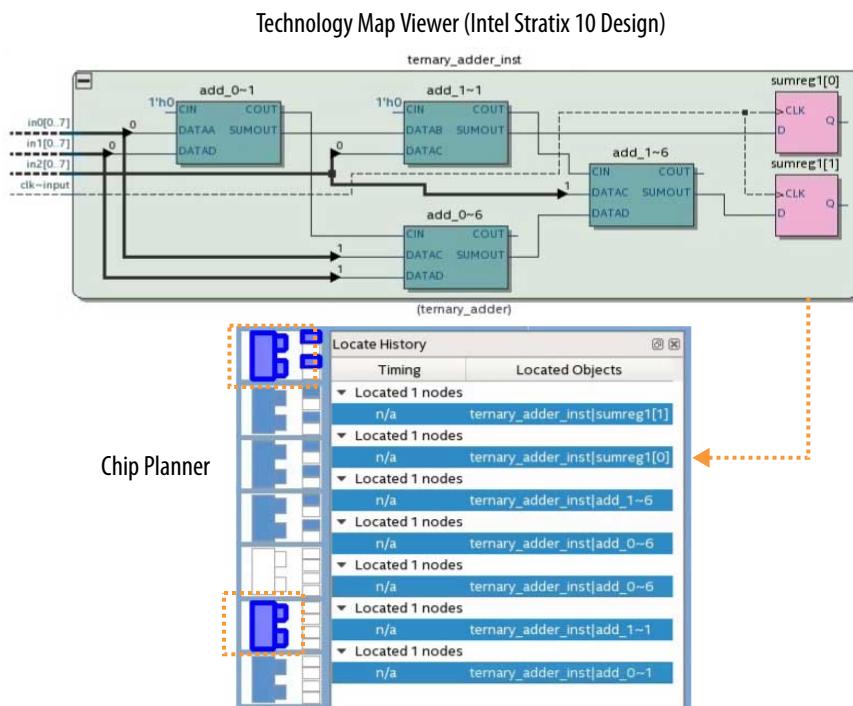 Technology Map Viewer (Intel Stratix 10 Design)
ternary_adder_inst
sumreg1[0]
add_0~1
add_1~1
1'h0
CIN COUT
1'h0
CIN COUT
CLK
Q
D
in0[0..7]
0
DATAA SUMOUT
DATAB SUMOUT
in1[0..7]
0
DATAD
0
DATAC
add_1~6
sumreg1[1]
in2[0..7]
CIN COUT
clk~input
1
DATAC SUMOUT
CLK
Q
add_0~6
DATAD
D
CIN COUT
1
DATAC SUMOUT
1
DATAD
(ternary_adder)
Chip Planner
Locate History
Timing Located Objects
Located 1 nodes
n/a ternary_adder_inst|sumreg1[1]
Located 1 nodes
n/a ternary_adder_inst|sumreg1[0]
Located 1 nodes
n/a ternary_adder_inst|add_1~6
Located 1 nodes
n/a ternary_adder_inst|add_0~6
Located 1 nodes
n/a ternary_adder_inst|add_0~6
Located 1 nodes
n/a ternary_adder_inst|add_1~1
Located 1 nodes
n/a ternary_adder_inst|add_0~1